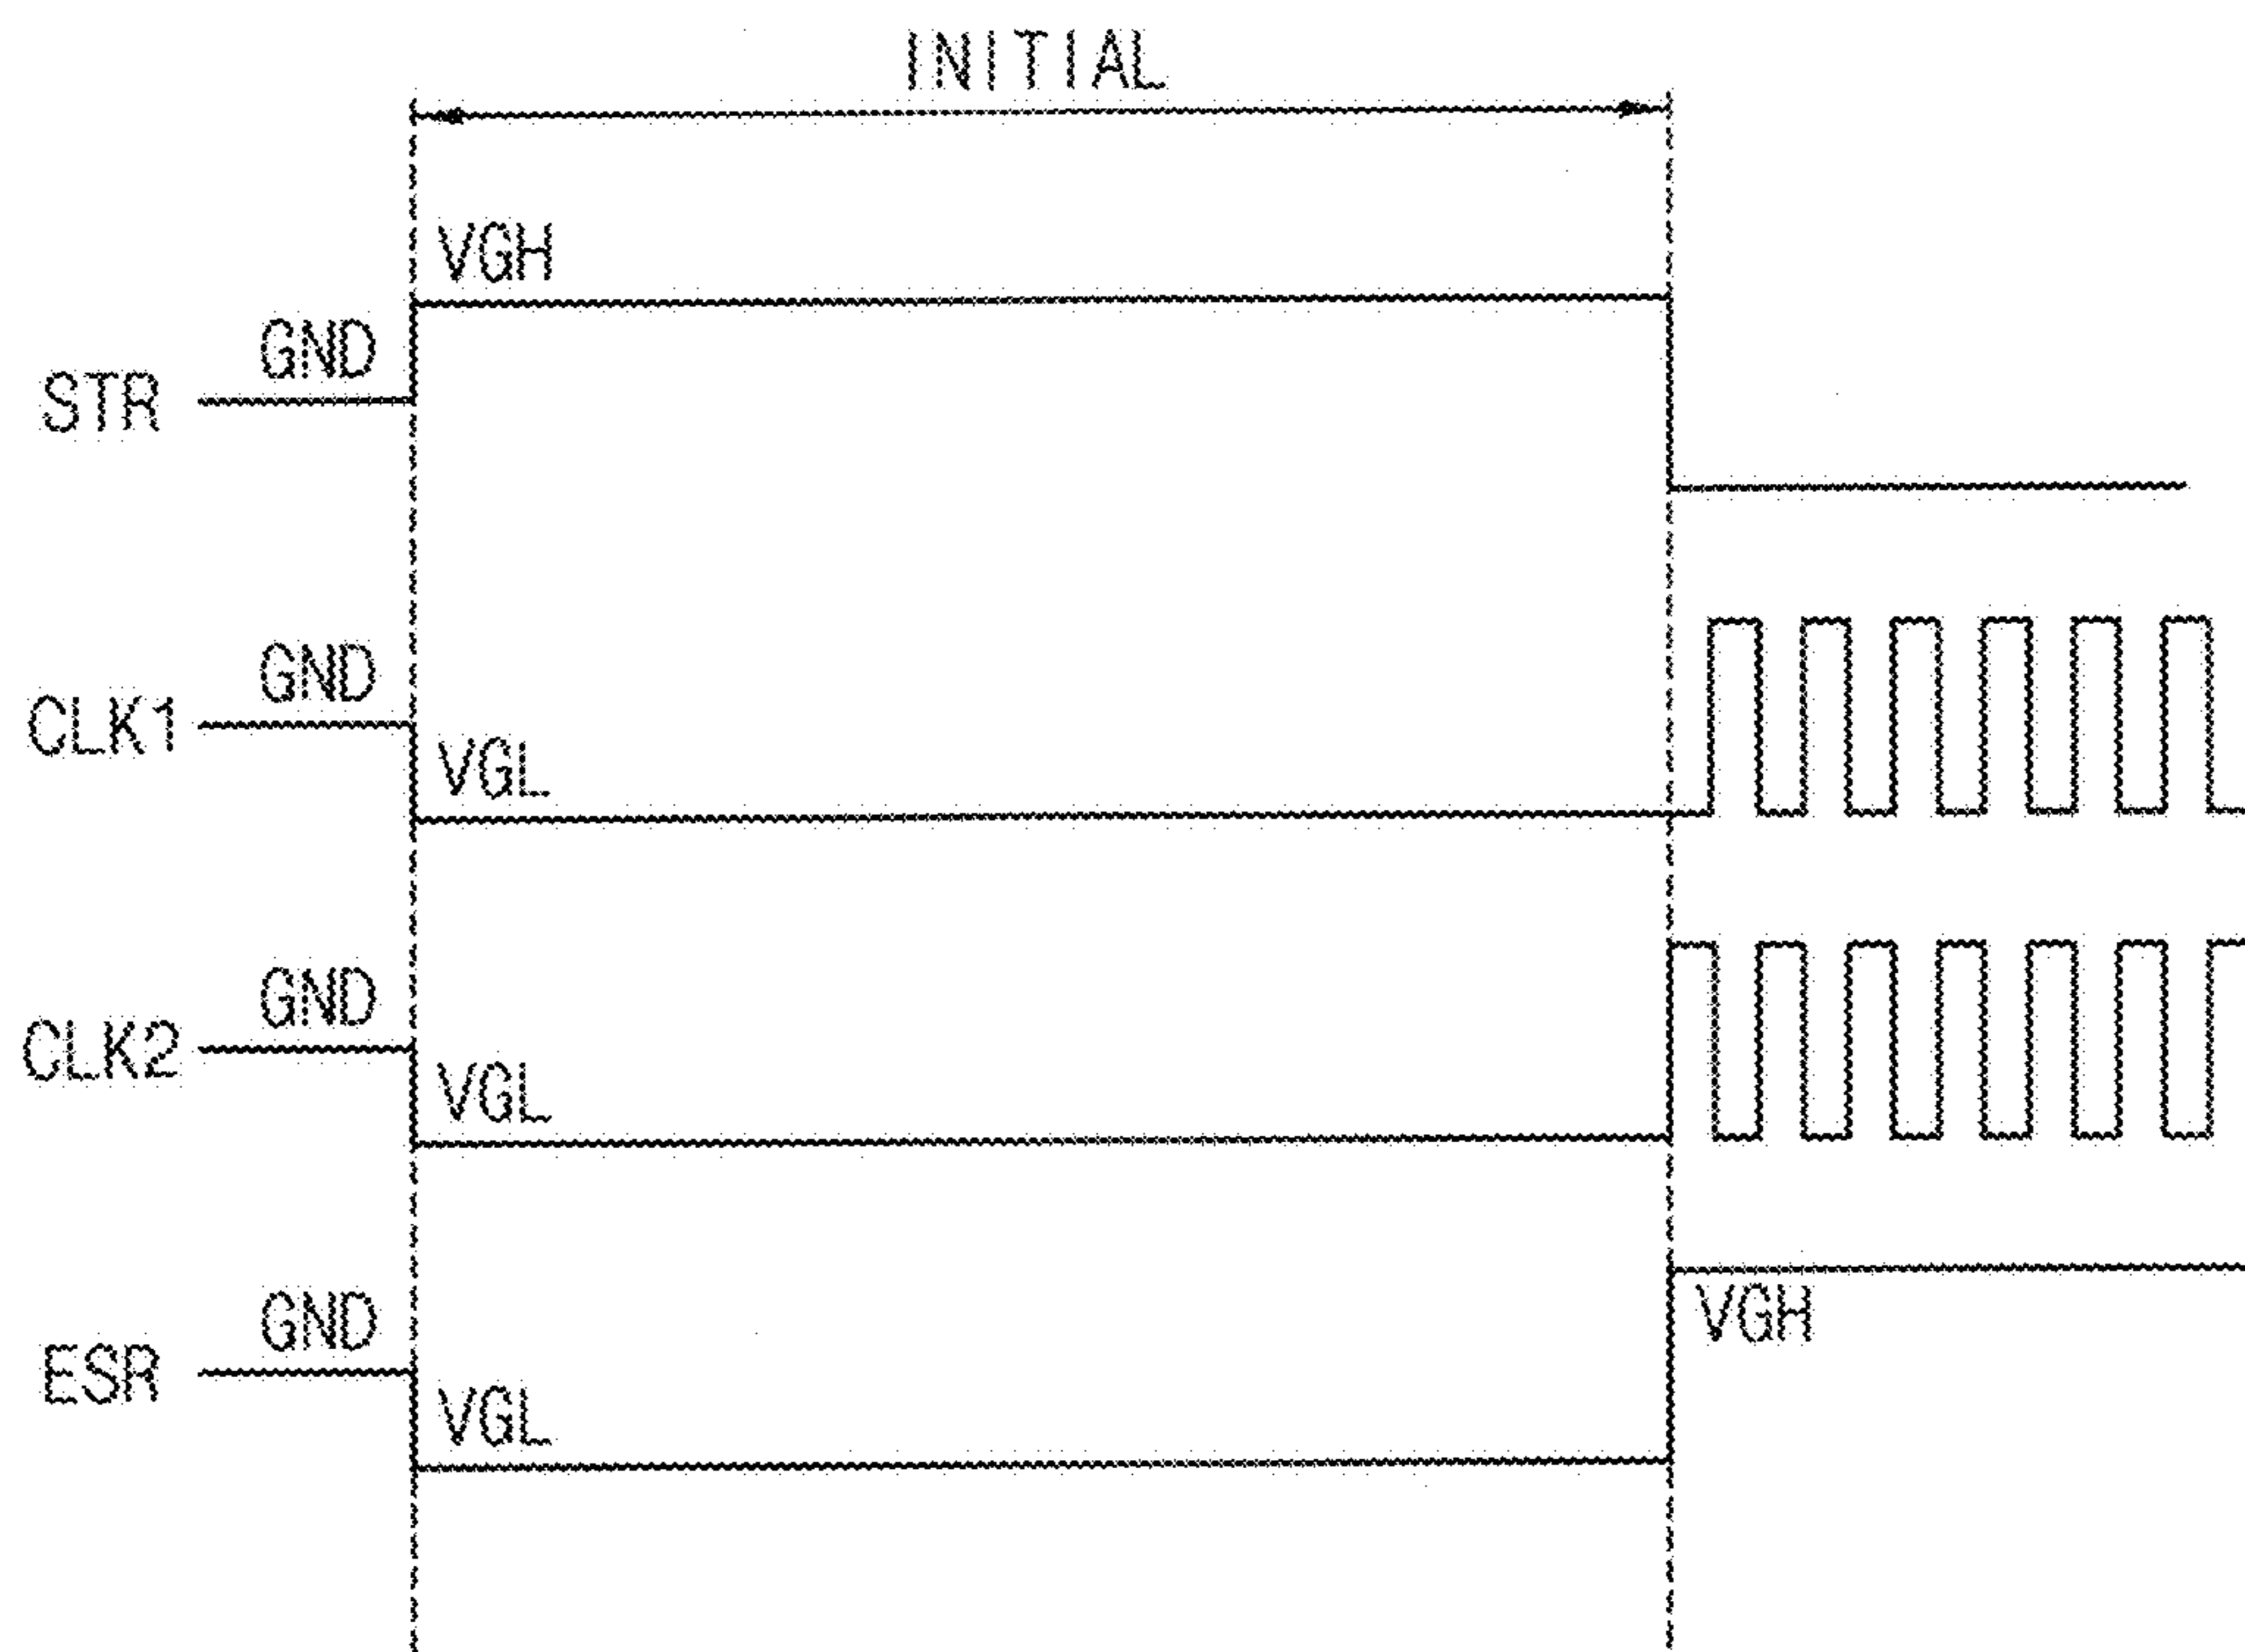 INITIAL
VGH
GND
STR
GND
CLK1
VGL
GND
CLK2
VGL
GND
VGH
ESR
VGL